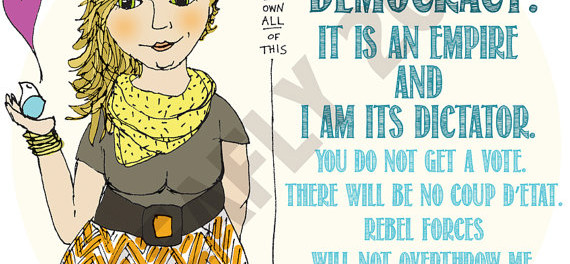 OWN
ALL
OF
THIS
DEMOCRACY.
IT IS AN EMPIRE
AND
I AM ITS DICTATOR.
YOU DO NOT GET A VOTE.
THERE WILL BE NO COUP D'ETAT.
REBEL FORCES
WILL NOT OVERTHROW ME